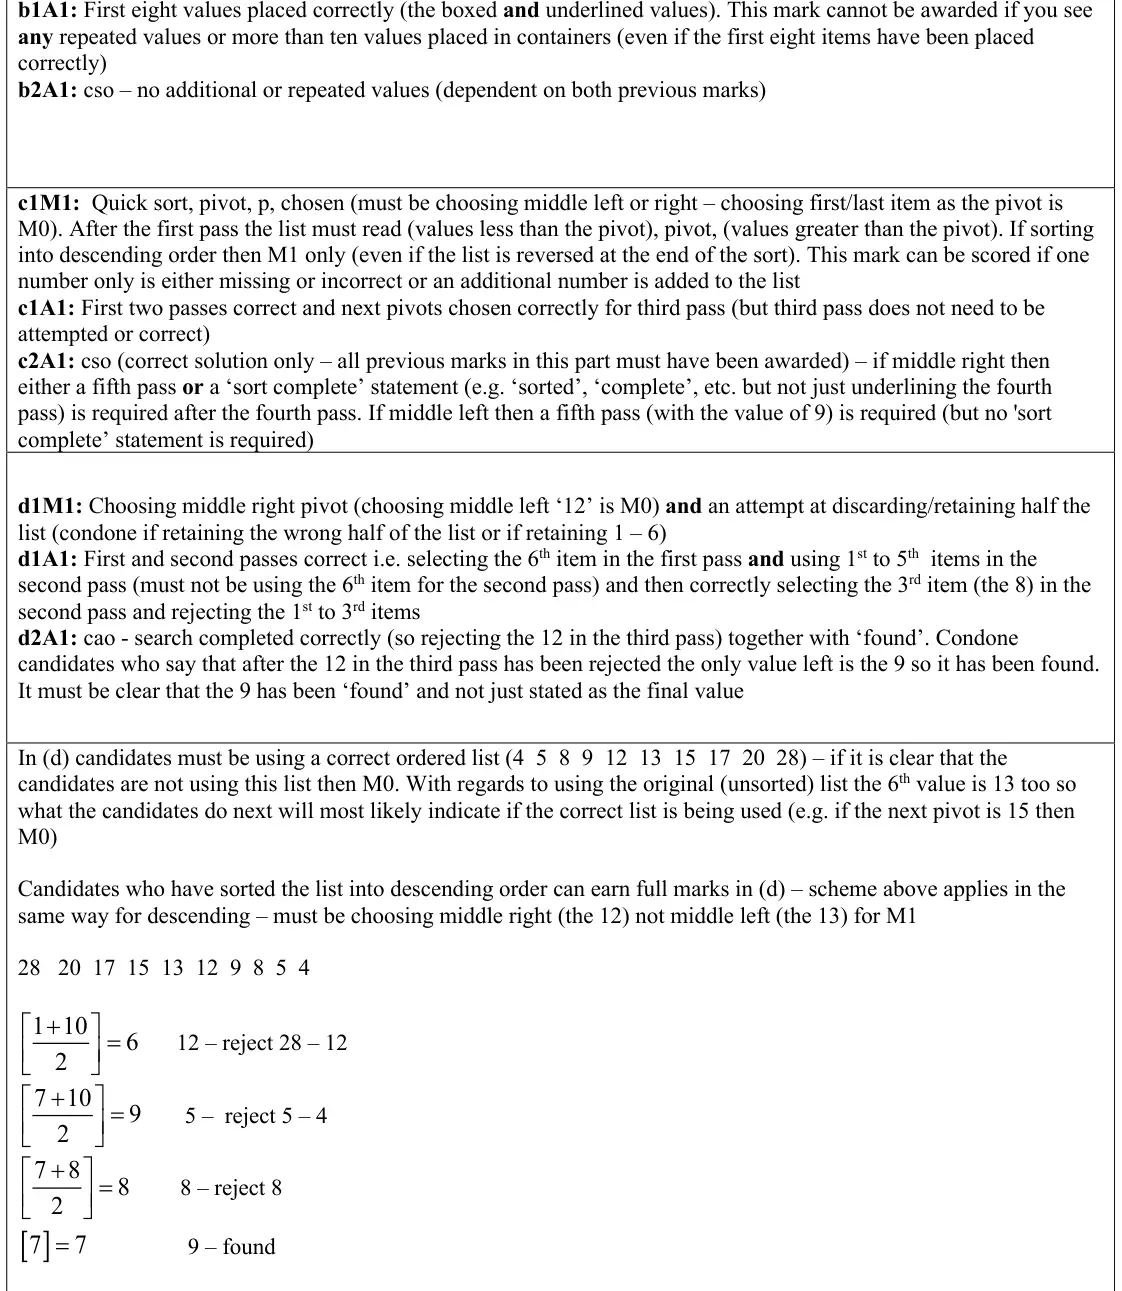 b1A1: First eight values placed correctly (the boxed and underlined values). This mark cannot be awarded if you see
any repeated values or more than ten values placed in containers (even if the first eight items have been placed
correctly)
b2A1: cso – no additional or repeated values (dependent on both previous marks)
c1M1: Quick sort, pivot, p, chosen (must be choosing middle left or right – choosing first/last item as the pivot is
M0). After the first pass the list must read (values less than the pivot), pivot, (values greater than the pivot). If sorting
into descending order then M1 only (even if the list is reversed at the end of the sort). This mark can be scored if one
number only is either missing or incorrect or an additional number is added to the list
c1A1: First two passes correct and next pivots chosen correctly for third pass (but third pass does not need to be
attempted or correct)
c2A1: cso (correct solution only – all previous marks in this part must have been awarded) – if middle right then
either a fifth pass or a ‘sort complete’ statement (e.g. ‘sorted’, ‘complete’, etc. but not just underlining the fourth
pass) is required after the fourth pass. If middle left then a fifth pass (with the value of 9) is required (but no 'sort
complete’ statement is required)
d1M1: Choosing middle right pivot (choosing middle left ‘12’ is M0) and an attempt at discarding/retaining half the
list (condone if retaining the wrong half of the list or if retaining 1 – 6)
d1A1: First and second passes correct i.e. selecting the 6th item in the first pass and using 1st to 5th items in the
second pass (must not be using the 6th item for the second pass) and then correctly selecting the 3rd item (the 8) in the
second pass and rejecting the 1st to 3rd items
d2A1: cao - search completed correctly (so rejecting the 12 in the third pass) together with ‘found’. Condone
candidates who say that after the 12 in the third pass has been rejected the only value left is the 9 so it has been found.
It must be clear that the 9 has been ‘found’ and not just stated as the final value
In (d) candidates must be using a correct ordered list (4 5 8 9 12 13 15 17 20 28) – if it is clear that the
candidates are not using this list then M0. With regards to using the original (unsorted) list the 6th value is 13 too so
what the candidates do next will most likely indicate if the correct list is being used (e.g. if the next pivot is 15 then
M0)
Candidates who have sorted the list into descending order can earn full marks in (d) – scheme above applies in the
same way for descending – must be choosing middle right (the 12) not middle left (the 13) for M1
28 20 17 15 13 12 9 8 5 4
[(1+10)/2] = 6 12 – reject 28 – 12
[(7+10)/2] = 9 5 – reject 5 – 4
[(7+8)/2] = 8 8 – reject 8
[7] = 7 9 – found